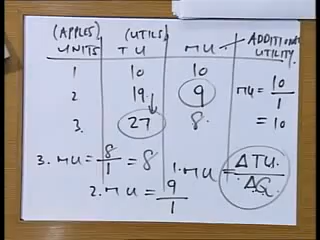 (APPLES) (UTILS) ADDITIONAL
UNITS TU MU UTILITY
1 10 10
2 19 9 MU = 10/1
3. 27 8. = 10
3. MU = 8/1 = 8 1. MU = ΔTU./ΔQ.
2. MU = 9/1